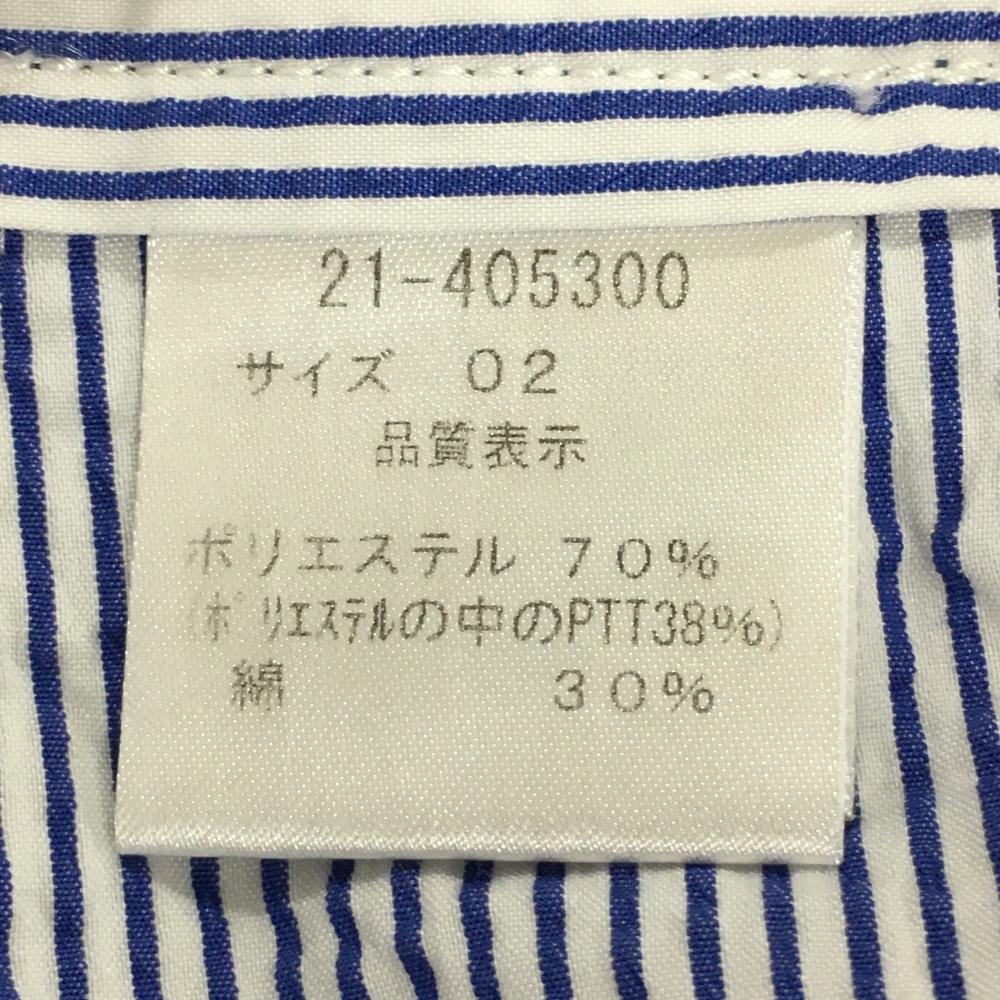 21-405300
サイズ 02
品質表示
ポリエステル 70%
(ポリエステルの中のPTT38%)
綿 30%